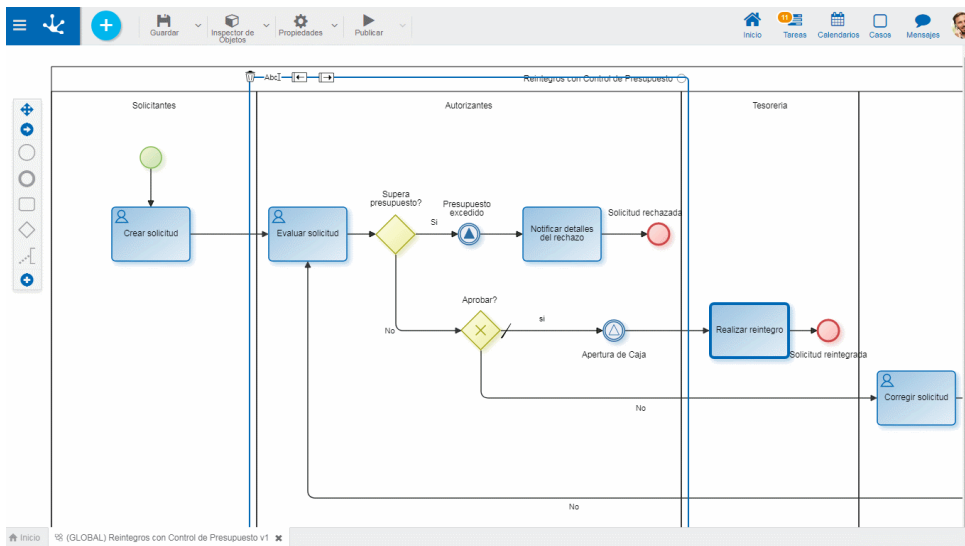 Guardar
Inspector de
Objetos
Propiedades
Publicar
Inicio
11
Tareas
Calendarios
Casos
Mensajes
Abc
Reintegros con Control de Presupuesto
Solicitantes
Autorizantes
Tesoreria
Crear solicitud
Evaluar solicitud
Supera
presupuesto?
Si
Presupuesto
excedido
Notificar detalles
del rechazo
Solicitud rechazada
No
Aprobar?
si
Apertura de Caja
Realizar reintegro
Solicitud reintegrada
No
Corregir solicitud
No
Inicio
(GLOBAL) Reintegros con Control de Presupuesto v1